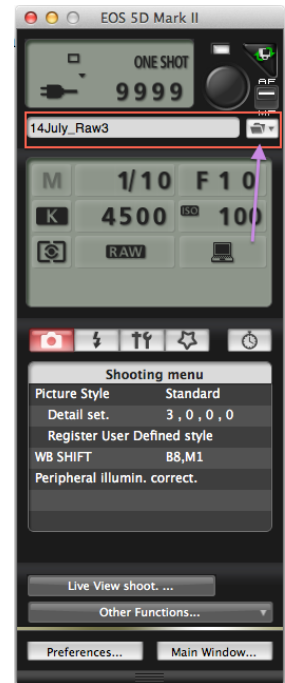 EOS 5D Mark II
ONE SHOT
9999
AF
MF
14July_Raw3
M 1/10 F10
K 4500 ISO 100
RAW
Shooting menu
Picture Style Standard
Detail set. 3 , 0 , 0 , 0
Register User Defined style
WB SHIFT B8,M1
Peripheral illumin. correct.
Live View shoot. ...
Other Functions...
Preferences... Main Window...